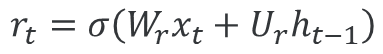 r_t = σ(W_r x_t + U_r h_{t−1})